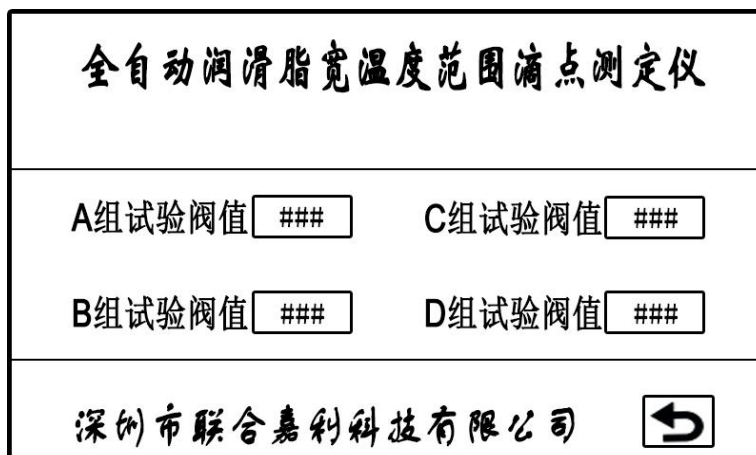 全自动润滑脂宽温度范围滴点测定仪
A组试验阀值 ### C组试验阀值 ###
B组试验阀值 ### D组试验阀值 ###
深圳市联合嘉利科技有限公司